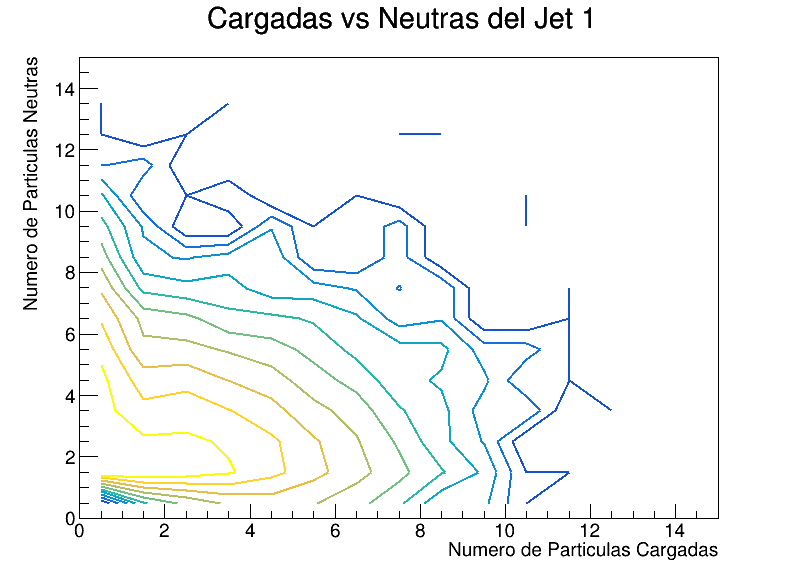 Cargadas vs Neutras del Jet 1
Numero de Particulas Neutras
14
12
10
8
6
4
2
0
0 2 4 6 8 10 12 14
Numero de Particulas Cargadas